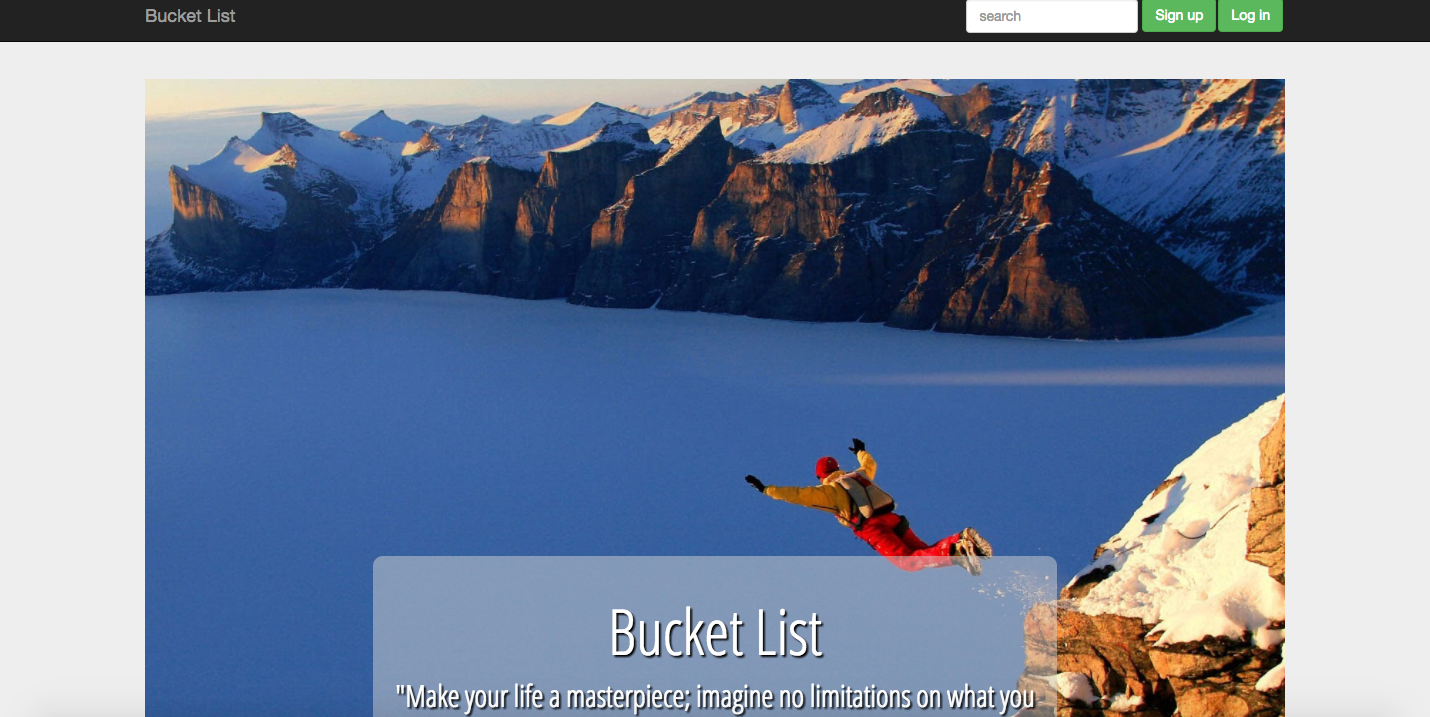 Bucket List
search
Sign up
Log in
Bucket List
"Make your life a masterpiece; imagine no limitations on what you